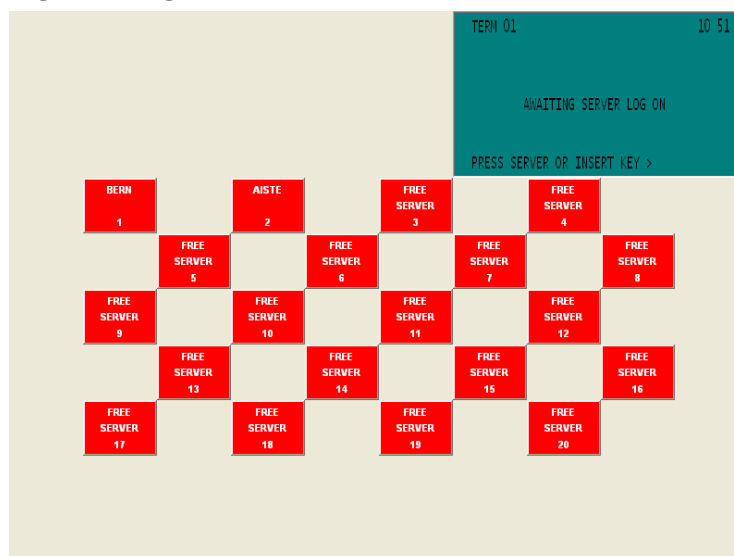 TERM 01 10 51
AWAITING SERVER LOG ON
PRESS SERVER OR INSERT KEY >
BERN
1
AISTE
2
FREE
SERVER
3
FREE
SERVER
4
FREE
SERVER
5
FREE
SERVER
6
FREE
SERVER
7
FREE
SERVER
8
FREE
SERVER
9
FREE
SERVER
10
FREE
SERVER
11
FREE
SERVER
12
FREE
SERVER
13
FREE
SERVER
14
FREE
SERVER
15
FREE
SERVER
16
FREE
SERVER
17
FREE
SERVER
18
FREE
SERVER
19
FREE
SERVER
20